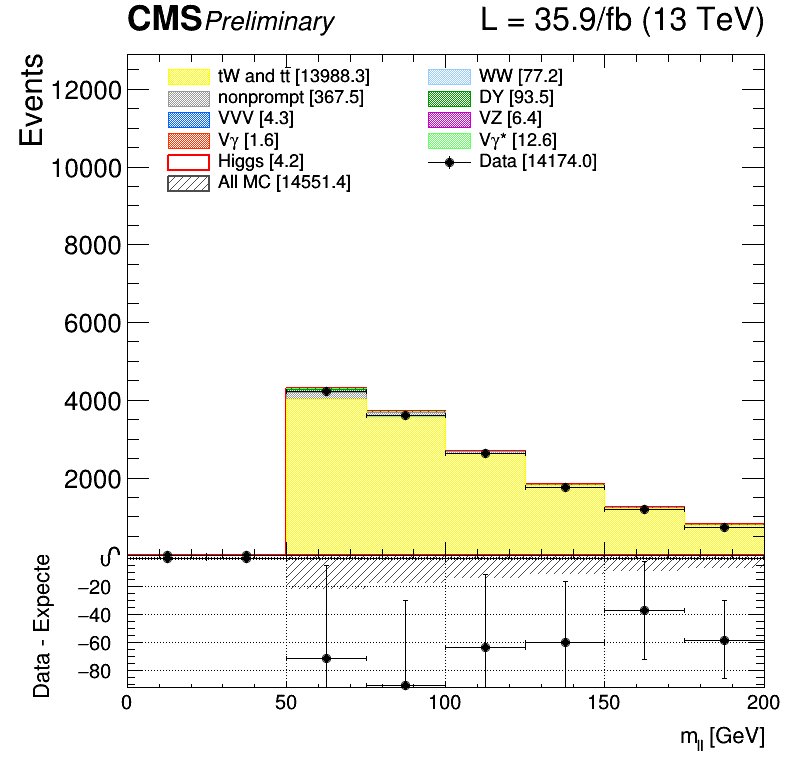 CMS Preliminary L = 35.9/fb (13 TeV)
Events
12000
10000
8000
6000
4000
2000
0
tW and tt̄ [13988.3]
WW [77.2]
nonprompt [367.5]
DY [93.5]
VVV [4.3]
VZ [6.4]
Vγ [1.6]
Vγ* [12.6]
Higgs [4.2]
Data [14174.0]
All MC [14551.4]
Data - Expecte
0
−20
−40
−60
−80
0 50 100 150 200
m_ll [GeV]